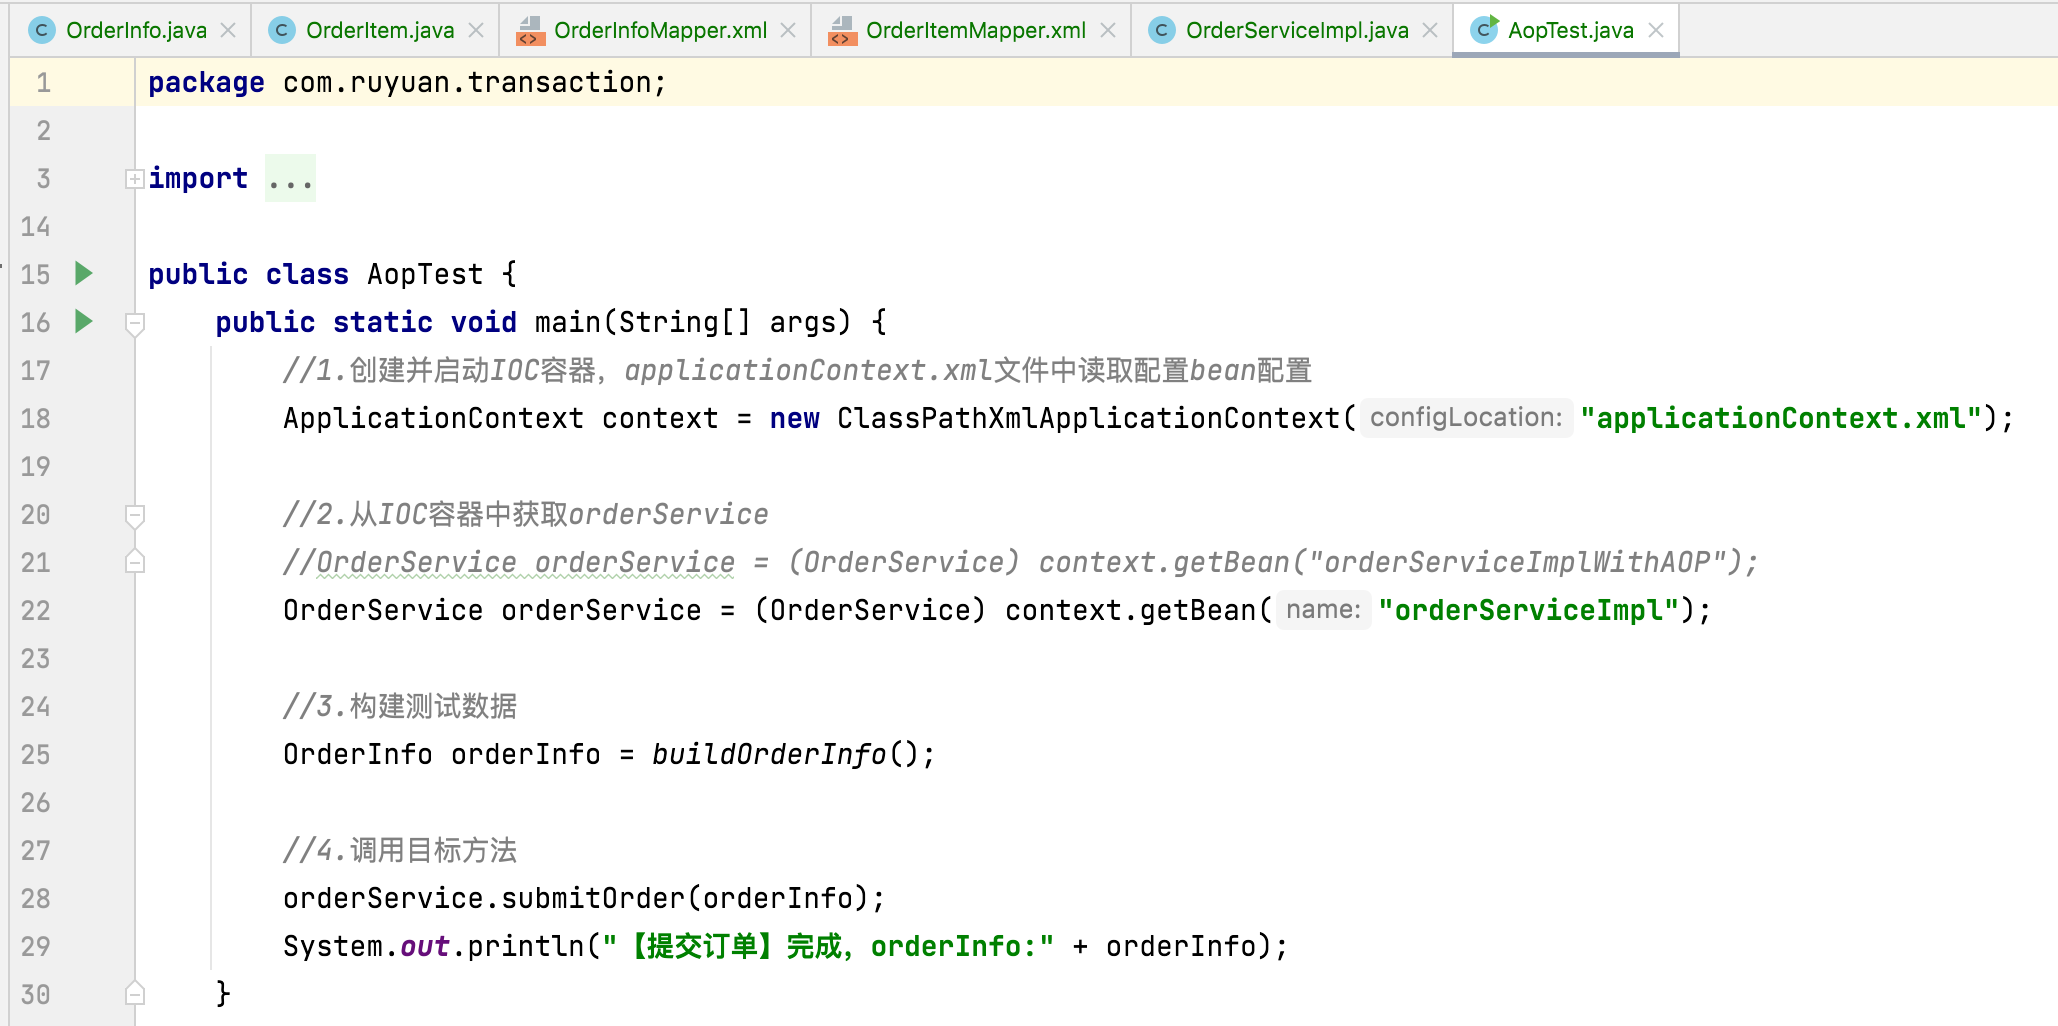 OrderInfo.java OrderItem.java OrderInfoMapper.xml OrderItemMapper.xml OrderServiceImpl.java AopTest.java
1 package com.ruyuan.transaction;
2
3 import ...
14
15 public class AopTest {
16 public static void main(String[] args) {
17 //1.创建并启动IOC容器，applicationContext.xml文件中读取配置bean配置
18 ApplicationContext context = new ClassPathXmlApplicationContext( configLocation: "applicationContext.xml");
19
20 //2.从IOC容器中获取orderService
21 //OrderService orderService = (OrderService) context.getBean("orderServiceImplWithAOP");
22 OrderService orderService = (OrderService) context.getBean( name: "orderServiceImpl");
23
24 //3.构建测试数据
25 OrderInfo orderInfo = buildOrderInfo();
26
27 //4.调用目标方法
28 orderService.submitOrder(orderInfo);
29 System.out.println("【提交订单】完成，orderInfo:" + orderInfo);
30 }